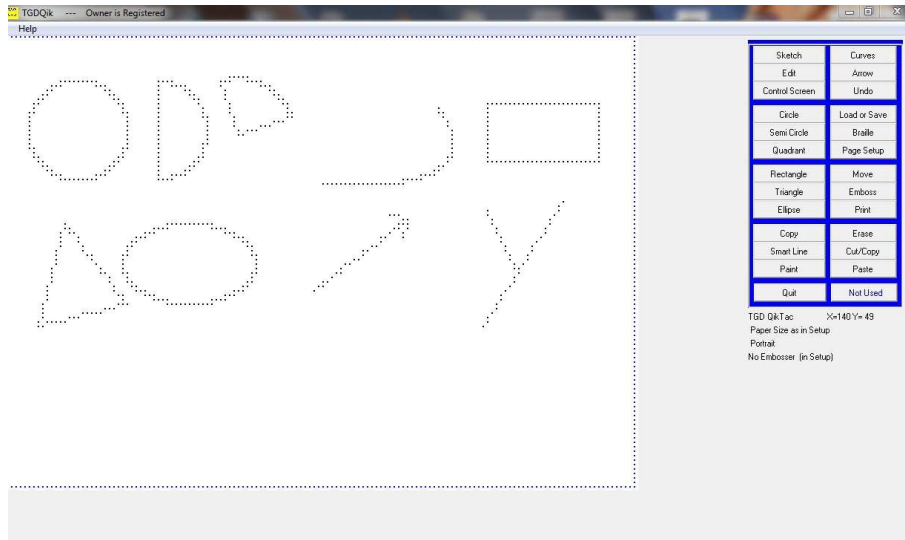 TGDQik --- Owner is Registered
Help
Sketch Curves
Edit Arrow
Control Screen Undo
Circle Load or Save
Semi Circle Braille
Quadrant Page Setup
Rectangle Move
Triangle Emboss
Ellipse Print
Copy Erase
Smart Line Cut/Copy
Paint Paste
Quit Not Used
TGD QikTac X=140 Y= 49
Paper Size as in Setup
Portrait
No Embosser (in Setup)